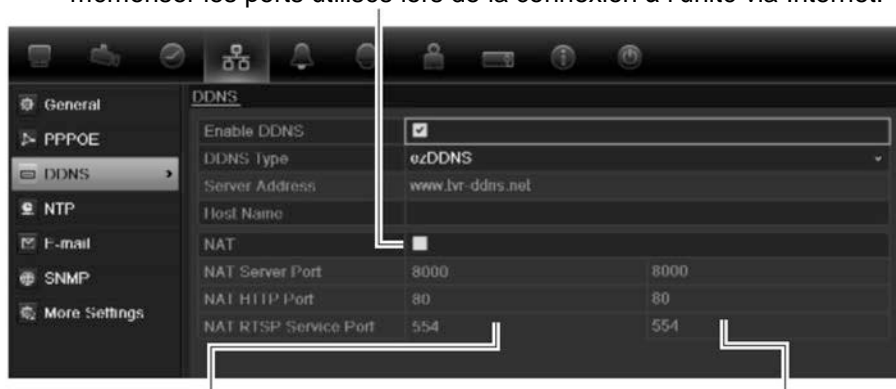 mémoriser les ports utilisés lors de la connexion à l'unité via Internet.
General
PPPOE
DDNS
NTP
E-mail
SNMP
More Settings
DDNS
Enable DDNS
DDNS Type ezDDNS
Server Address www.tvr-ddns.net
Host Name
NAT
NAT Server Port 8000 8000
NAT HTTP Port 80 80
NAT RTSP Service Port 554 554